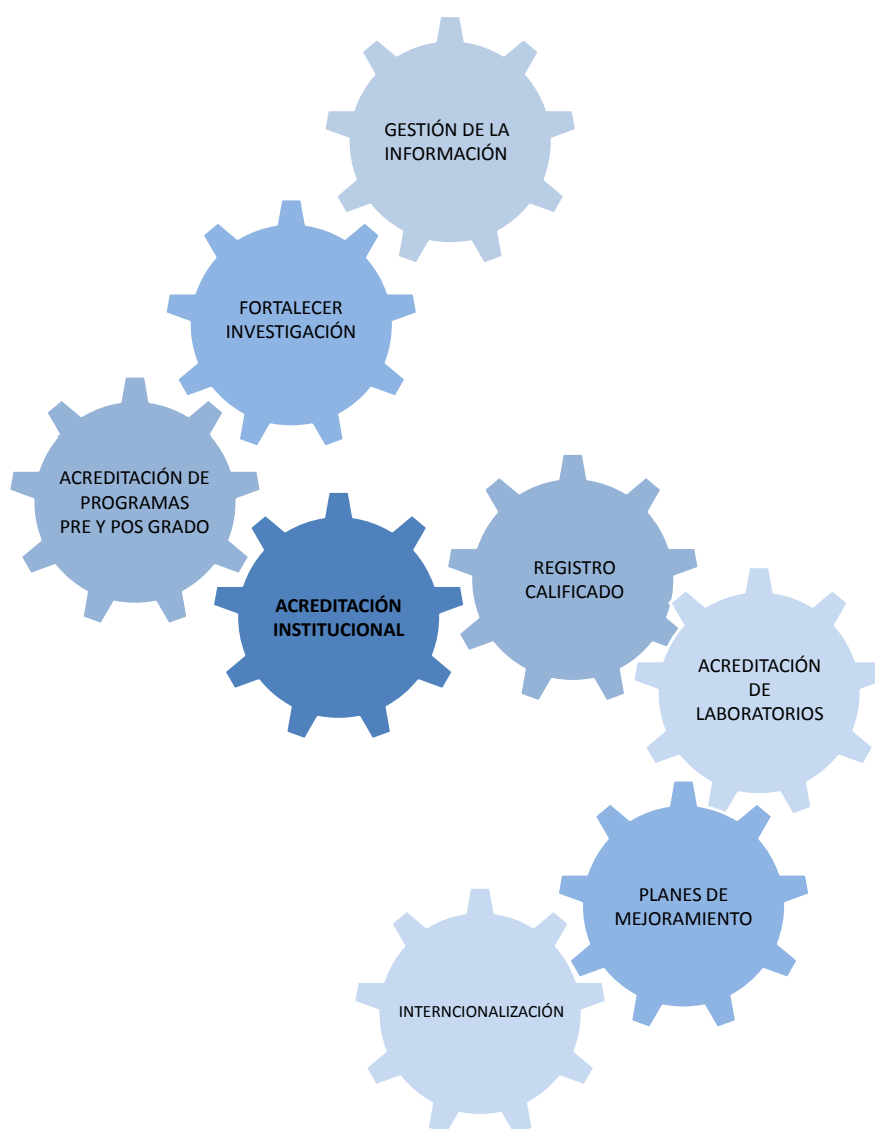 GESTIÓN DE LA
INFORMACIÓN
FORTALECER
INVESTIGACIÓN
ACREDITACIÓN DE
PROGRAMAS
PRE Y POS GRADO
ACREDITACIÓN
INSTITUCIONAL
REGISTRO
CALIFICADO
ACREDITACIÓN
DE
LABORATORIOS
PLANES DE
MEJORAMIENTO
INTERNCIONALIZACIÓN